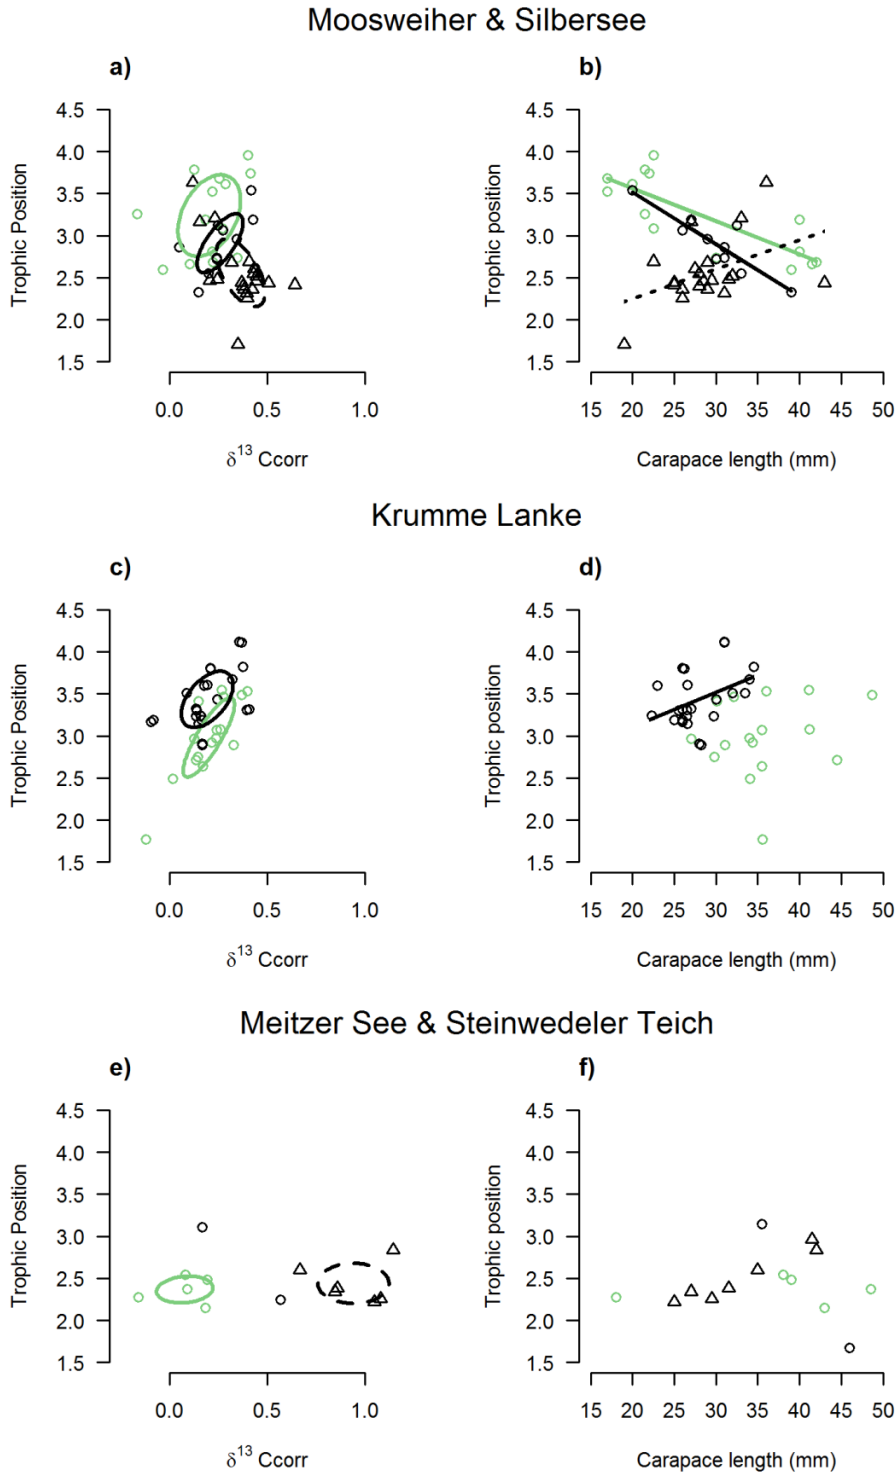 Moosweiher & Silbersee
a)
b)
Trophic Position
4.5
4.0
3.5
3.0
2.5
2.0
1.5
0.0 0.5 1.0
δ13 Ccorr
Trophic position
4.5
4.0
3.5
3.0
2.5
2.0
1.5
15 20 25 30 35 40 45 50
Carapace length (mm)
Krumme Lanke
c)
d)
Trophic Position
4.5
4.0
3.5
3.0
2.5
2.0
1.5
0.0 0.5 1.0
δ13 Ccorr
Trophic position
4.5
4.0
3.5
3.0
2.5
2.0
1.5
15 20 25 30 35 40 45 50
Carapace length (mm)
Meitzer See & Steinwedeler Teich
e)
f)
Trophic Position
4.5
4.0
3.5
3.0
2.5
2.0
1.5
0.0 0.5 1.0
δ13 Ccorr
Trophic position
4.5
4.0
3.5
3.0
2.5
2.0
1.5
15 20 25 30 35 40 45 50
Carapace length (mm)